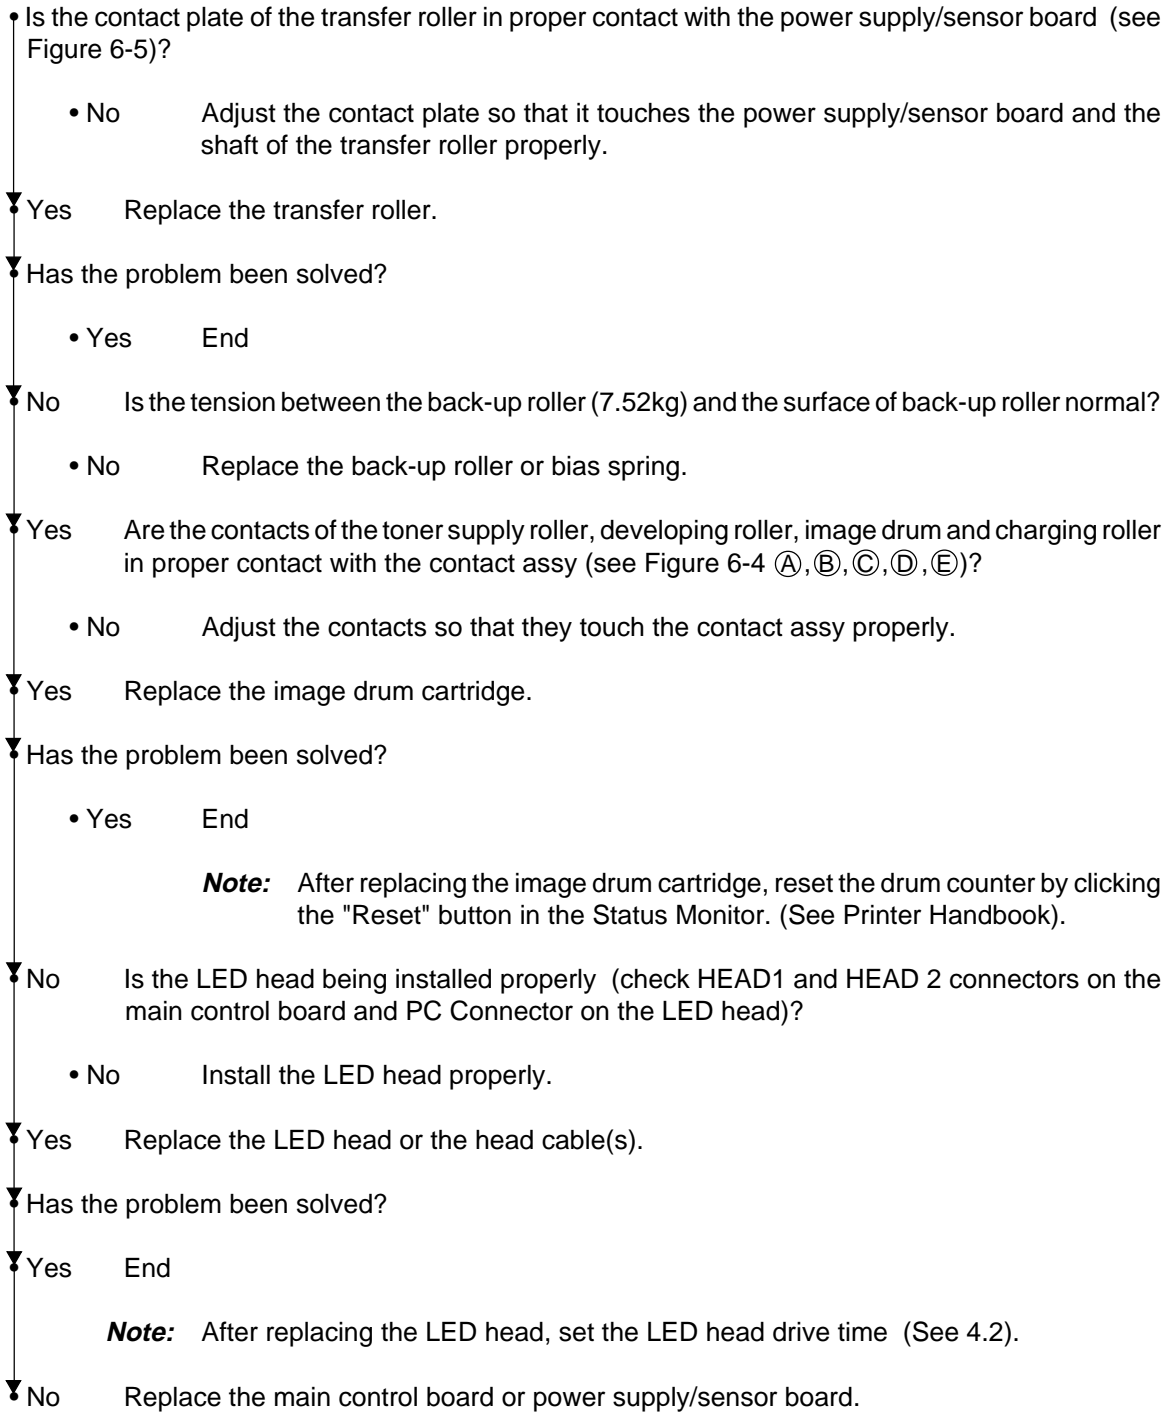 • Is the contact plate of the transfer roller in proper contact with the power supply/sensor board (see
Figure 6-5)?
• No Adjust the contact plate so that it touches the power supply/sensor board and the
shaft of the transfer roller properly.
Yes Replace the transfer roller.
Has the problem been solved?
• Yes End
No Is the tension between the back-up roller (7.52kg) and the surface of back-up roller normal?
• No Replace the back-up roller or bias spring.
Yes Are the contacts of the toner supply roller, developing roller, image drum and charging roller
in proper contact with the contact assy (see Figure 6-4 Ⓐ,Ⓑ,Ⓒ,Ⓓ,Ⓔ)?
• No Adjust the contacts so that they touch the contact assy properly.
Yes Replace the image drum cartridge.
Has the problem been solved?
• Yes End
Note: After replacing the image drum cartridge, reset the drum counter by clicking
the "Reset" button in the Status Monitor. (See Printer Handbook).
No Is the LED head being installed properly (check HEAD1 and HEAD 2 connectors on the
main control board and PC Connector on the LED head)?
• No Install the LED head properly.
Yes Replace the LED head or the head cable(s).
Has the problem been solved?
Yes End
Note: After replacing the LED head, set the LED head drive time (See 4.2).
No Replace the main control board or power supply/sensor board.